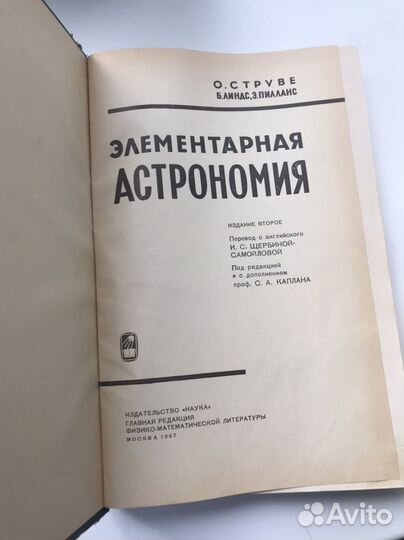 О. СТРУВЕ
Б. ЛИНДС, Э. ПИЛЛАНС
ЭЛЕМЕНТАРНАЯ
АСТРОНОМИЯ
ИЗДАНИЕ ВТОРОЕ
Перевод с английского
И. С. ЩЕРБИНОЙ-
САМОЙЛОВОЙ
Под редакцией
и с дополнением
проф. С. А. КАПЛАНА
ИЗДАТЕЛЬСТВО «НАУКА»
ГЛАВНАЯ РЕДАКЦИЯ
ФИЗИКО-МАТЕМАТИЧЕСКОЙ ЛИТЕРАТУРЫ
МОСКВА 1967
Avito